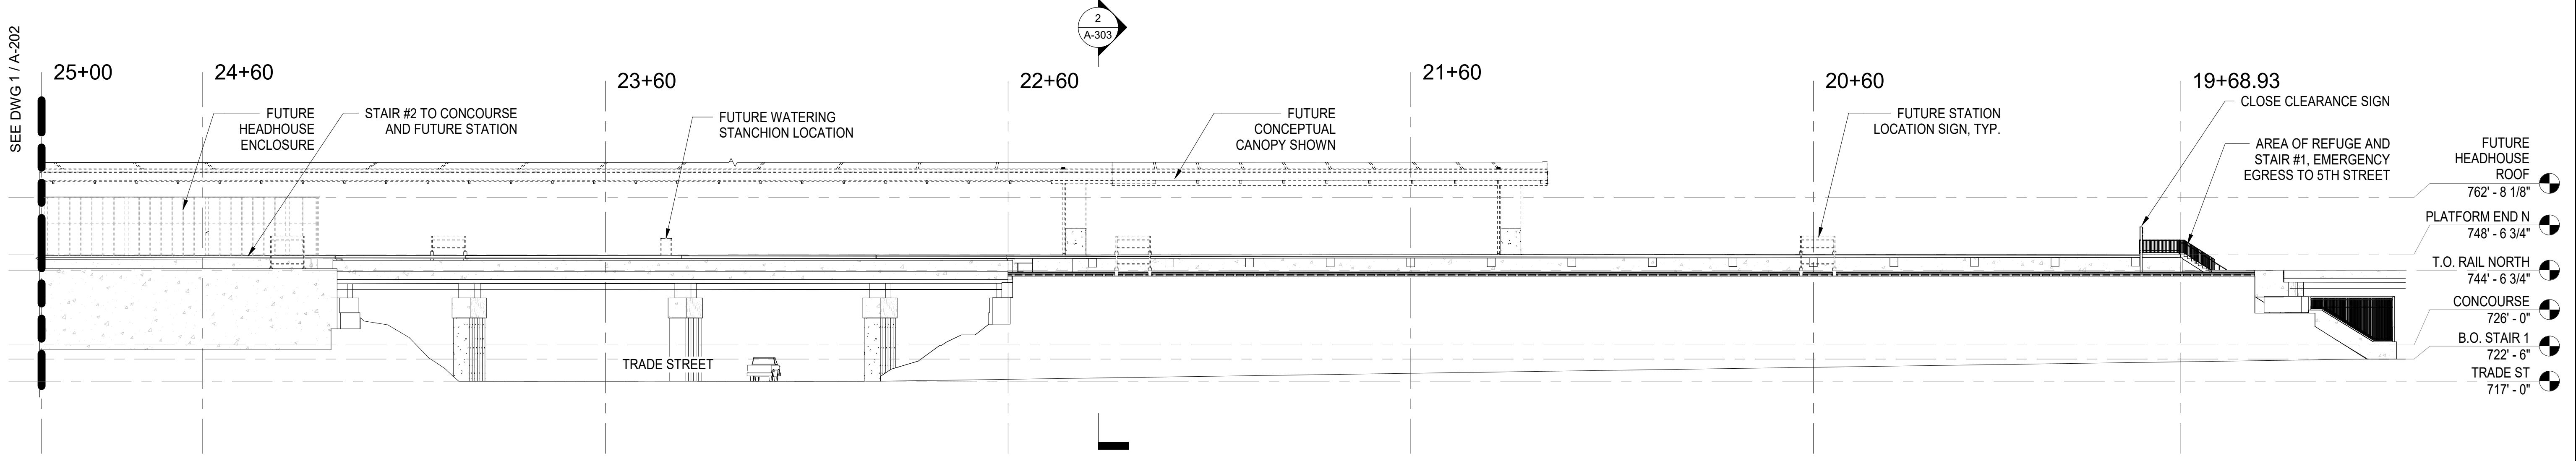 2
A-303
SEE DWG 1 / A-202
25+00
24+60
23+60
22+60
21+60
20+60
19+68.93
FUTURE
HEADHOUSE
ENCLOSURE
STAIR #2 TO CONCOURSE
AND FUTURE STATION
FUTURE WATERING
STANCHION LOCATION
FUTURE
CONCEPTUAL
CANOPY SHOWN
FUTURE STATION
LOCATION SIGN, TYP.
CLOSE CLEARANCE SIGN
AREA OF REFUGE AND
STAIR #1, EMERGENCY
EGRESS TO 5TH STREET
FUTURE
HEADHOUSE
ROOF
762' - 8 1/8"
PLATFORM END N
748' - 6 3/4"
T.O. RAIL NORTH
744' - 6 3/4"
CONCOURSE
726' - 0"
B.O. STAIR 1
722' - 6"
TRADE ST
717' - 0"
TRADE STREET